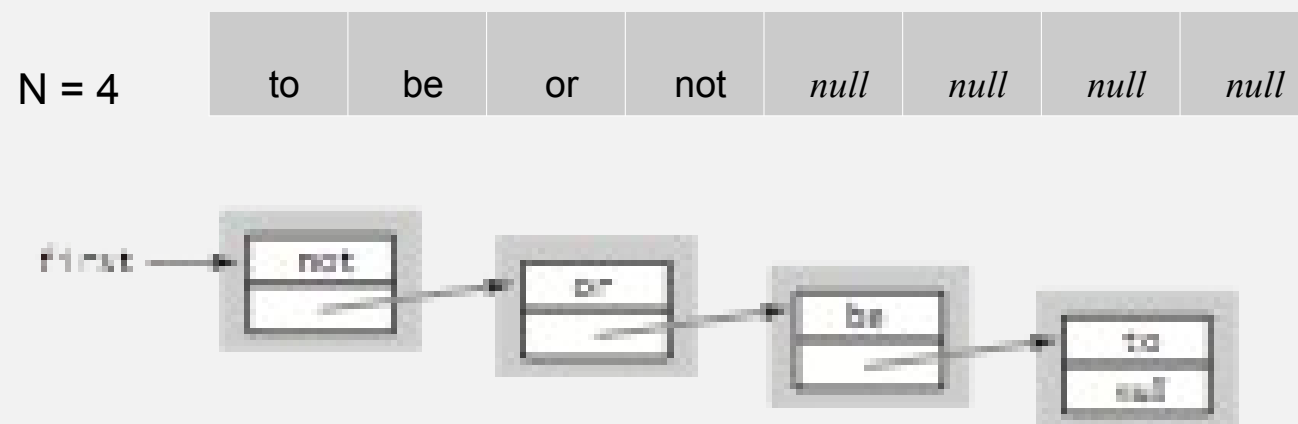 N = 4 to be or not null null null null
first not
or
be
to
null